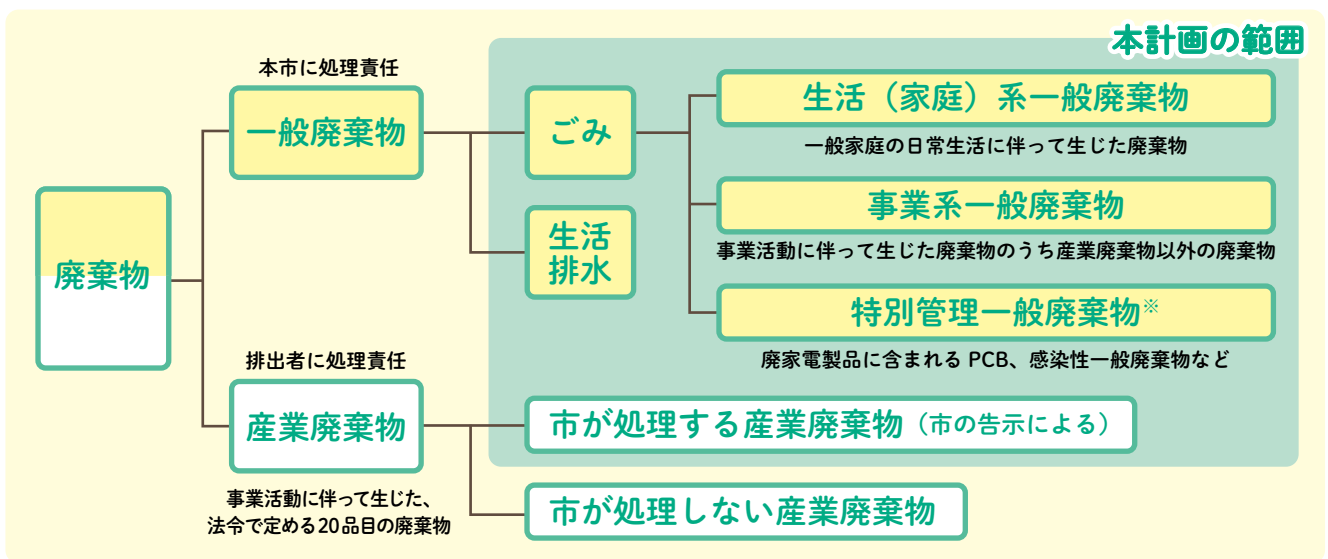 本計画の範囲
本市に処理責任
一般廃棄物
ごみ
生活（家庭）系一般廃棄物
一般家庭の日常生活に伴って生じた廃棄物
事業系一般廃棄物
事業活動に伴って生じた廃棄物のうち産業廃棄物以外の廃棄物
生活
排水
廃棄物
特別管理一般廃棄物※
廃家電製品に含まれる PCB、感染性一般廃棄物など
排出者に処理責任
産業廃棄物
事業活動に伴って生じた、
法令で定める20品目の廃棄物
市が処理する産業廃棄物（市の告示による）
市が処理しない産業廃棄物